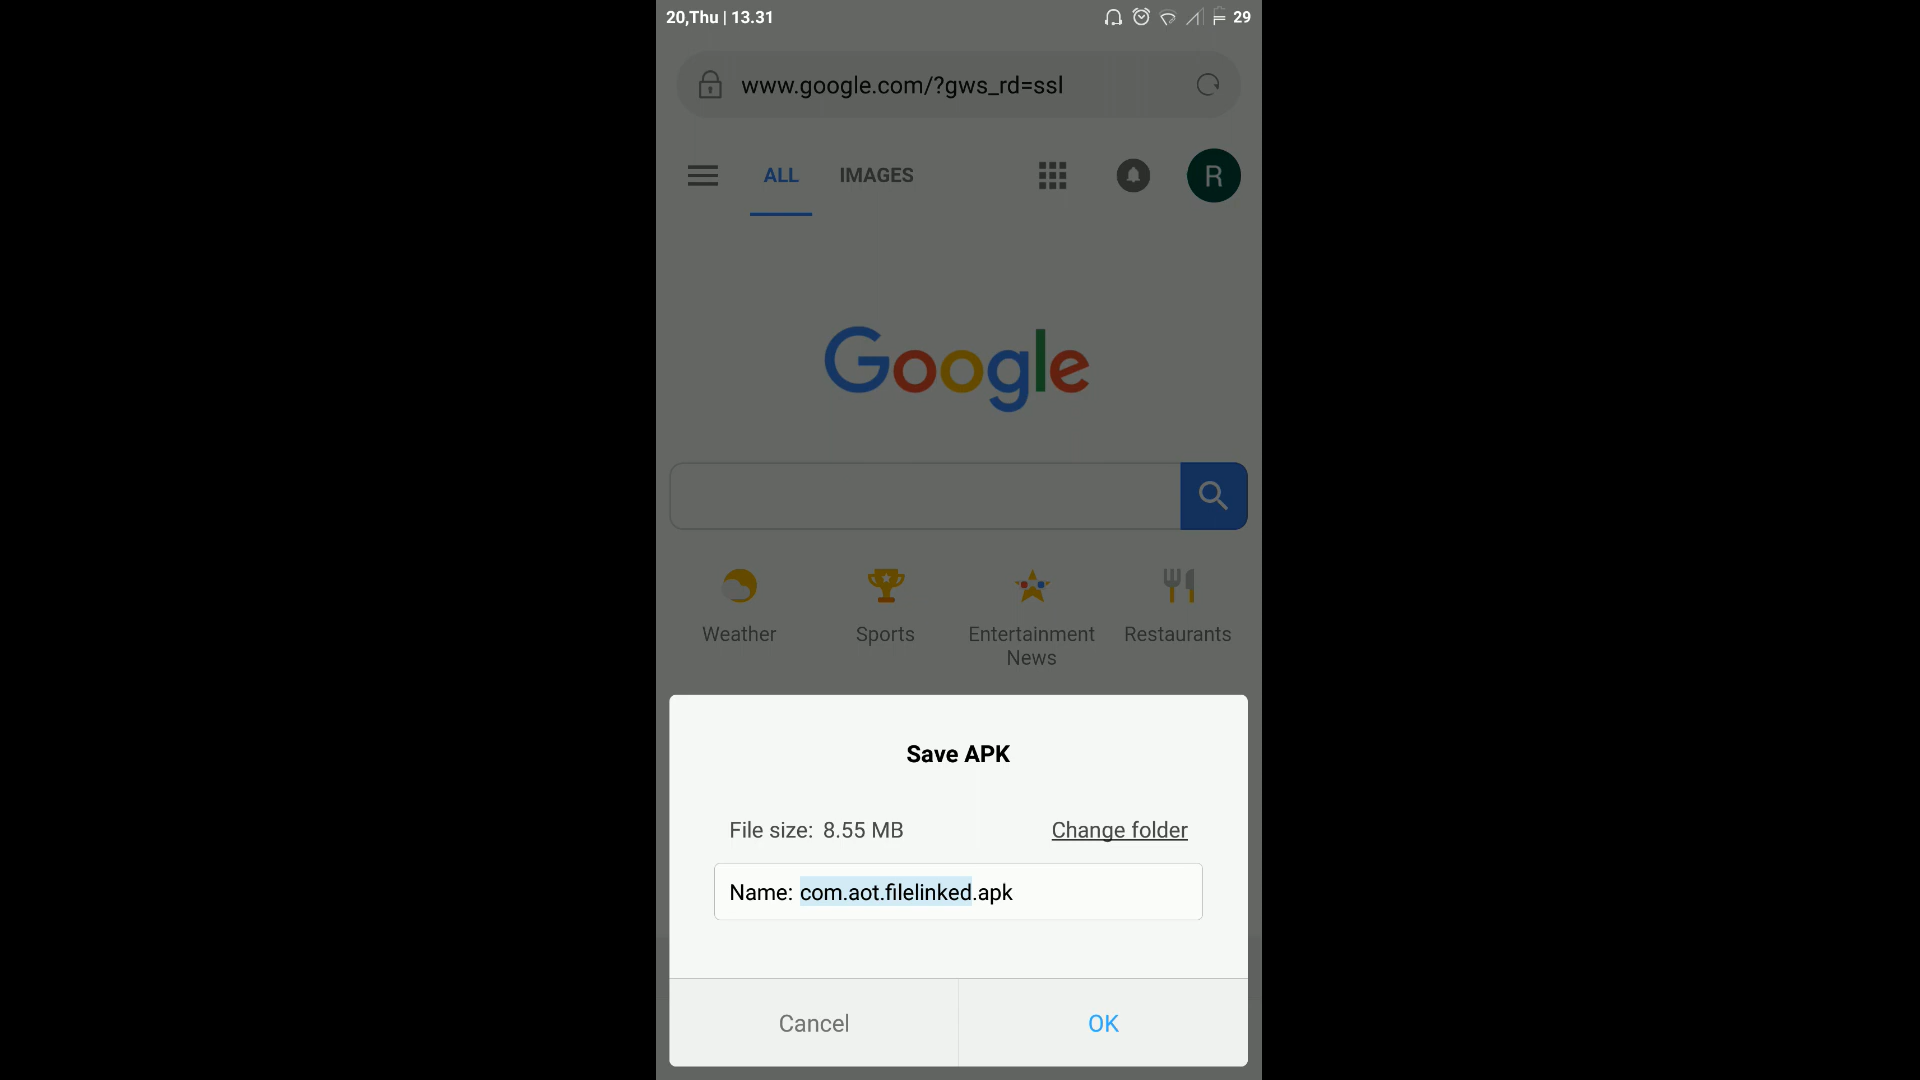 20,Thu | 13.31
29
www.google.com/?gws_rd=ssl
ALL IMAGES
R
Google
Weather Sports Entertainment News Restaurants
Save APK
File size: 8.55 MB Change folder
Name: com.aot.filelinked.apk
Cancel OK